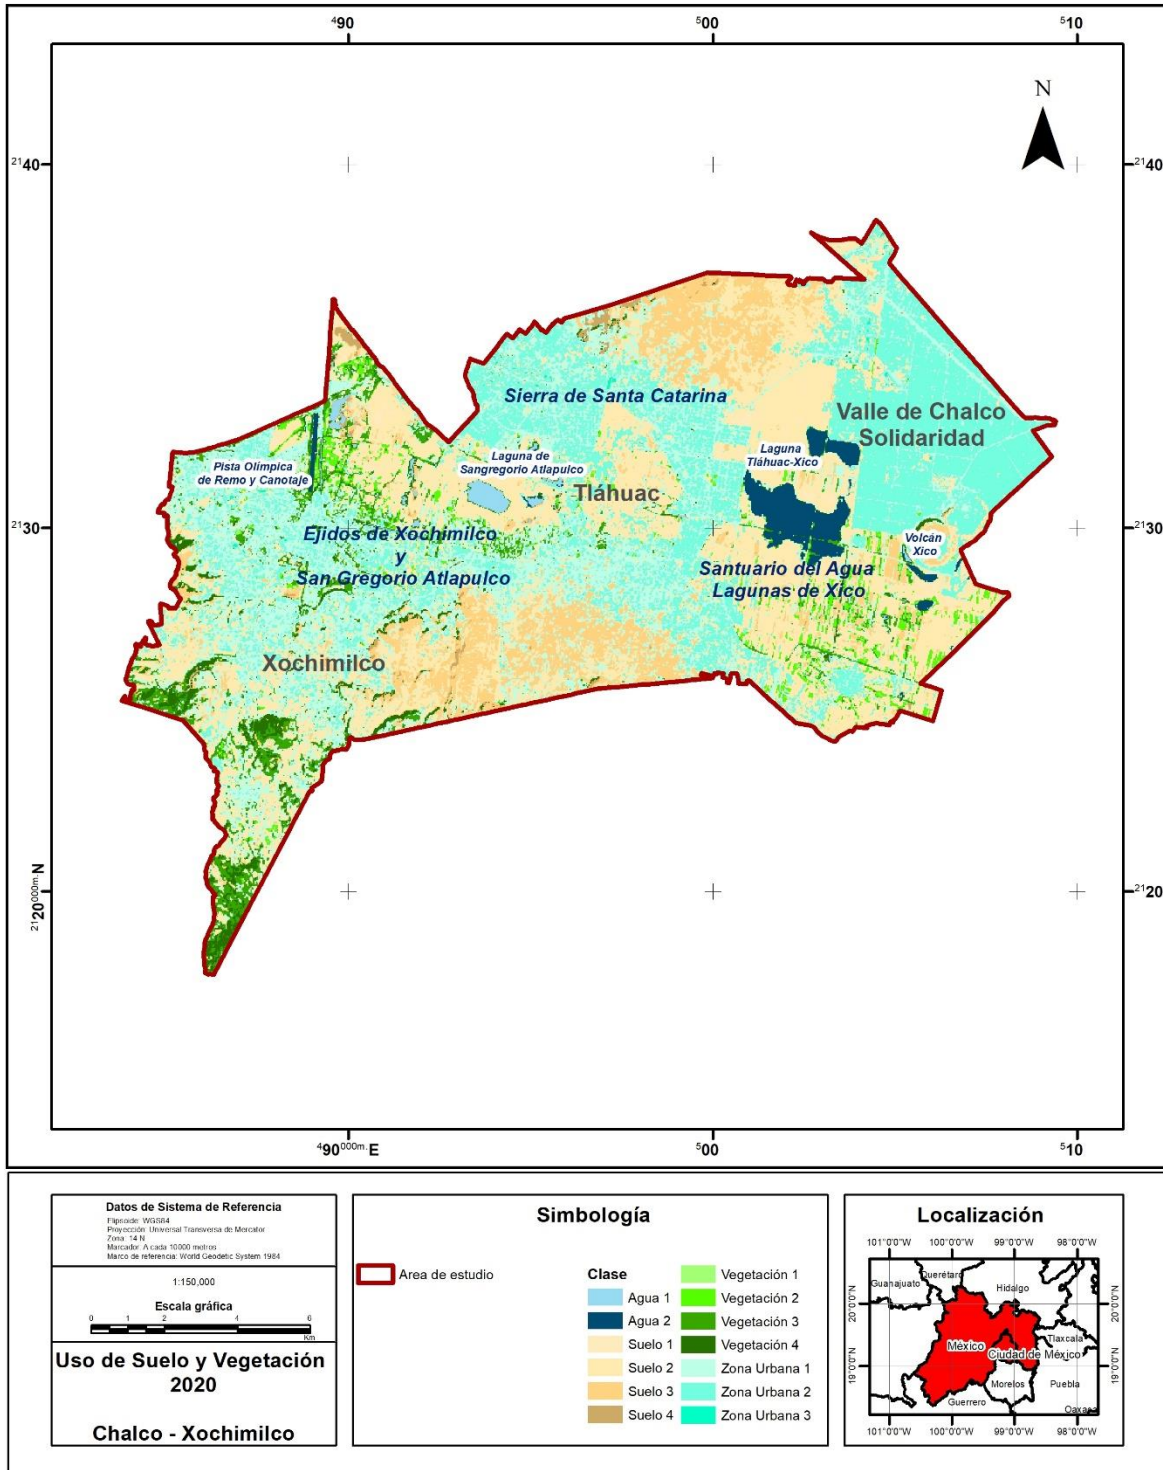 490
500
510
N
2140
2140
Sierra de Santa Catarina
Valle de Chalco
Solidaridad
Pista Olímpica
de Remo y Canotaje
Laguna de
Sangregorio Atlapulco
Laguna
Tláhuac-Xico
Tláhuac
2130
2130
Ejidos de Xochimilco
y
San Gregorio Atlapulco
Volcán
Xico
Santuario del Agua
Lagunas de Xico
Xochimilco
2120000m. N
2120
490000m. E
500
510
Datos de Sistema de Referencia
Elipsoide: WGS84
Proyección: Universal Transversa de Mercator
Zona: 14 N
Marcador: A cada 10000 metros
Marco de referencia: World Geodetic System 1984
1:150,000
Escala gráfica
0 1 2 4 6
Km
Uso de Suelo y Vegetación
2020
Chalco - Xochimilco
Simbología
Area de estudio
Clase
Agua 1
Agua 2
Suelo 1
Suelo 2
Suelo 3
Suelo 4
Vegetación 1
Vegetación 2
Vegetación 3
Vegetación 4
Zona Urbana 1
Zona Urbana 2
Zona Urbana 3
Localización
101°0'0"W 100°0'0"W 99°0'0"W 98°0'0"W
Querétaro
Guanajuato
Hidalgo
20°0'0"N
20°0'0"N
Tlaxcala
México
Ciudad de México
19°0'0"N
19°0'0"N
Morelos
Puebla
Guerrero
Oaxaca
101°0'0"W 100°0'0"W 99°0'0"W 98°0'0"W